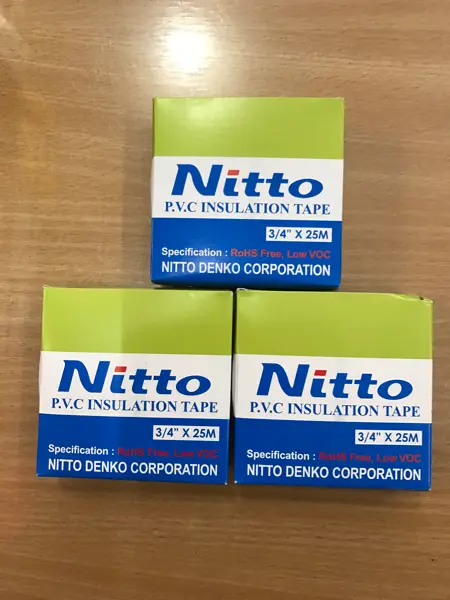 Nitto
P.V.C INSULATION TAPE
3/4" X 25M
Specification : RoHS Free, Low VOC
NITTO DENKO CORPORATION
Nitto
P.V.C INSULATION TAPE
3/4" X 25M
Specification : RoHS Free, Low VOC
NITTO DENKO CORPORATION
Nitto
P.V.C INSULATION TAPE
3/4" X 25M
Specification : RoHS Free, Low VOC
NITTO DENKO CORPORATION